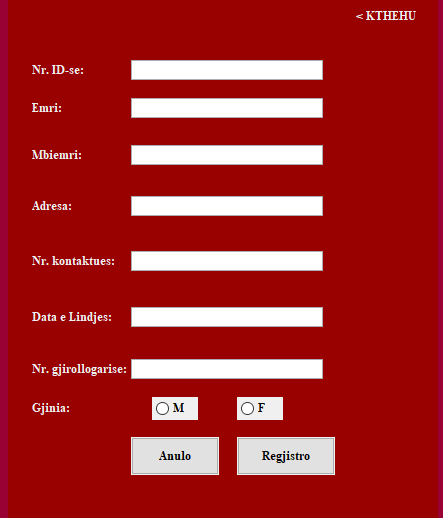 < KTHEHU
Nr. ID-se:
Emri:
Mbiemri:
Adresa:
Nr. kontaktues:
Data e Lindjes:
Nr. gjirollogarise:
Gjinia: M F
Anulo Regjistro